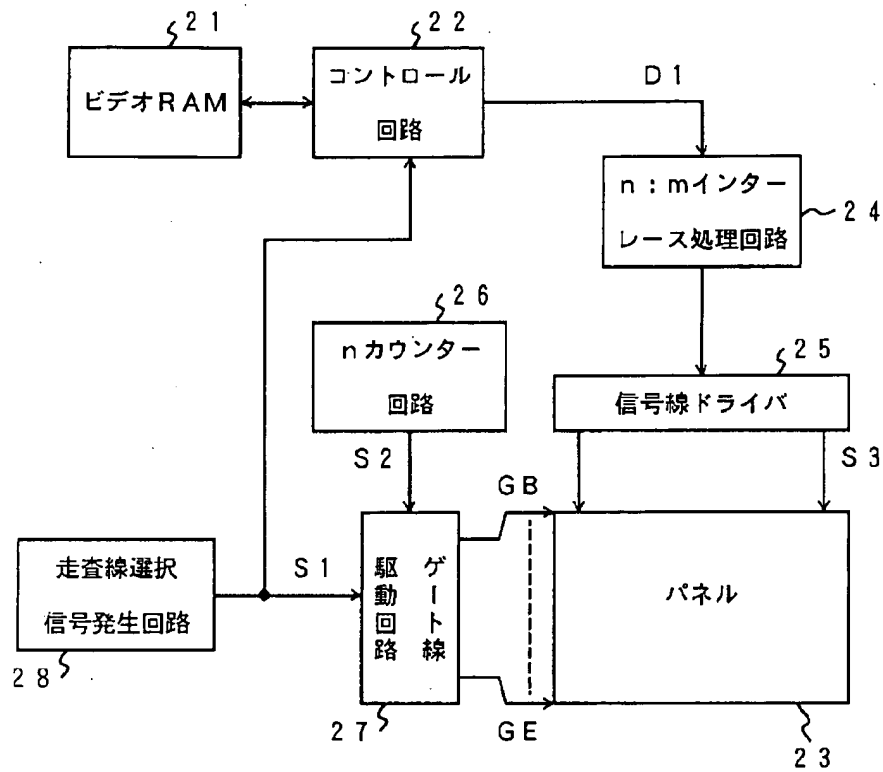 21
22
ビデオRAM
コントロール
回路
D1
n:mインター
レース処理回路
24
26
nカウンター
回路
25
信号線ドライバ
S2
S3
GB
走査線選択
信号発生回路
28
S1
ゲート線
駆動回路
27
パネル
GE
23